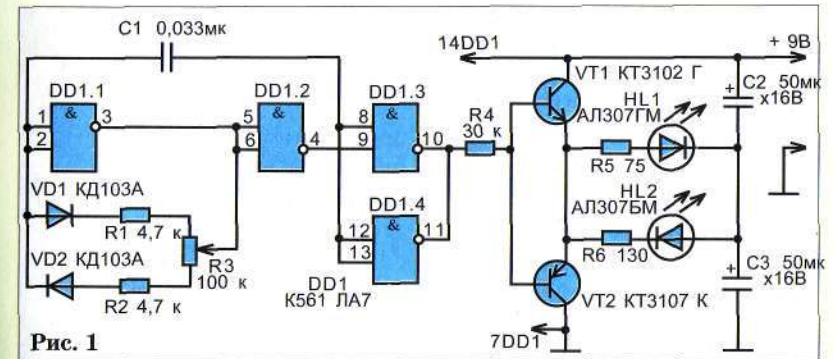 C1 0,033мк
14DD1
+ 9В
DD1.1
&
1
2
3
DD1.2
&
5
6
4
DD1.3
&
8
9
10
R4
30 к
VT1 КТ3102 Г
HL1
АЛ307ГМ
C2 50мк
х16В
+
R5 75
VD1 КД103А
R1 4,7 к
VD2 КД103А
R2 4,7 к
R3
100 к
DD1.4
&
12
13
11
DD1
К561 ЛА7
HL2
АЛ307БМ
R6 130
C3 50мк
х16В
+
VT2 КТ3107 К
7DD1
Рис. 1